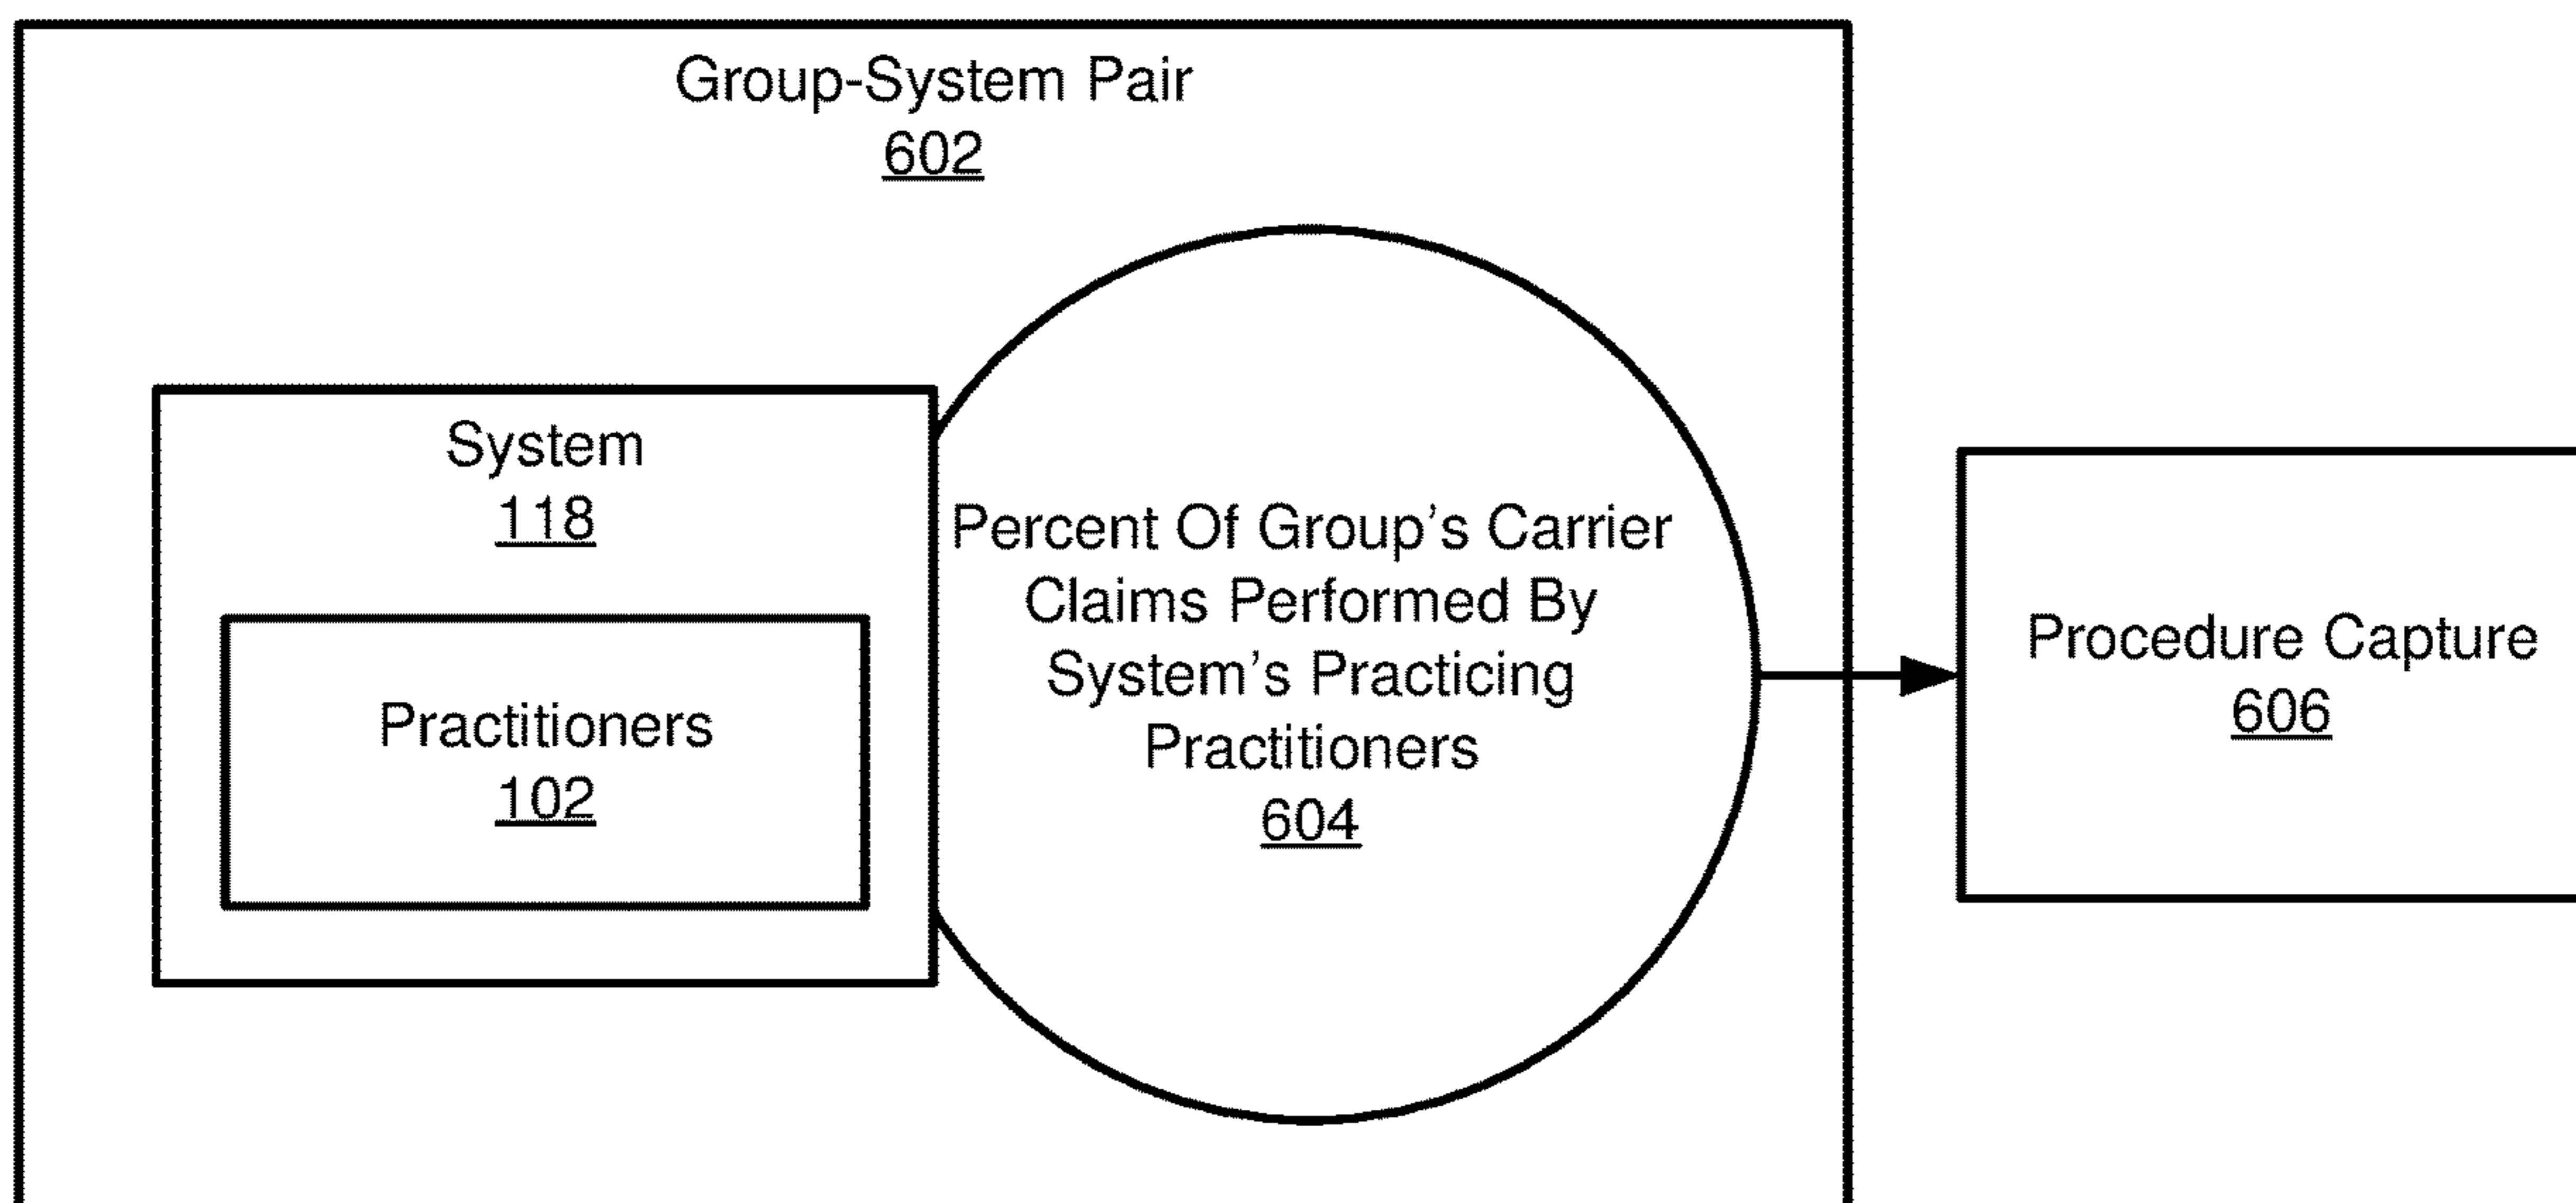 Group-System Pair
602
System
118
Practitioners
102
Percent Of Group's Carrier
Claims Performed By
System's Practicing
Practitioners
604
Procedure Capture
606